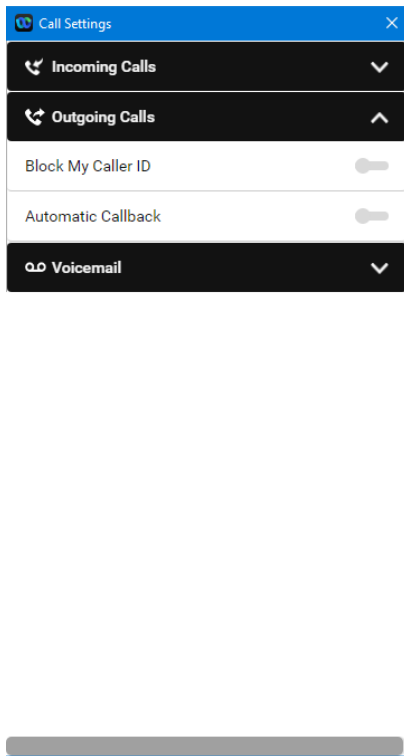 Call Settings
Incoming Calls
Outgoing Calls
Block My Caller ID
Automatic Callback
Voicemail